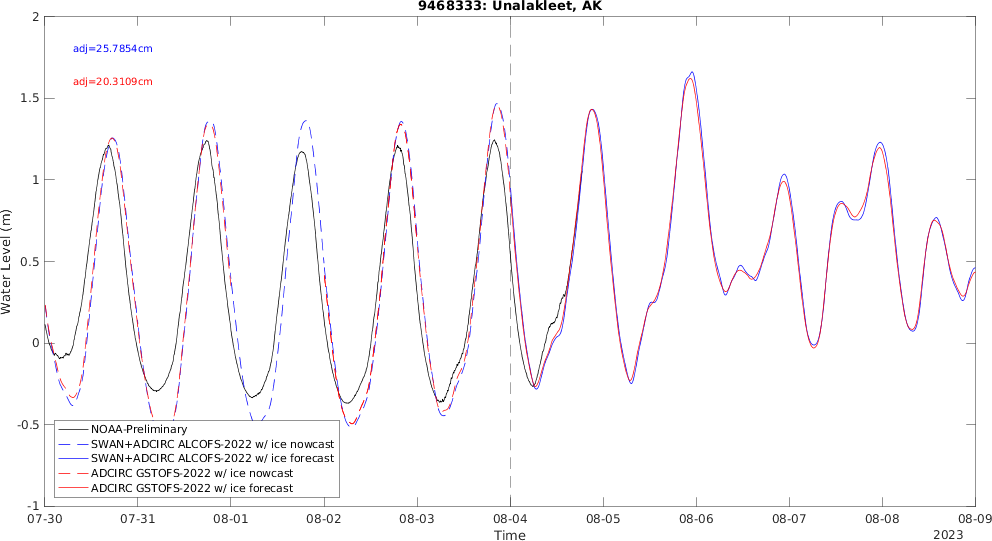 9468333: Unalakleet, AK
2
1.5
1
0.5
0
-0.5
-1
Water Level (m)
adj=25.7854cm
adj=20.3109cm
NOAA-Preliminary
SWAN+ADCIRC ALCOFS-2022 w/ ice nowcast
SWAN+ADCIRC ALCOFS-2022 w/ ice forecast
ADCIRC GSTOFS-2022 w/ ice nowcast
ADCIRC GSTOFS-2022 w/ ice forecast
07-30 07-31 08-01 08-02 08-03 08-04 08-05 08-06 08-07 08-08 08-09
Time
2023